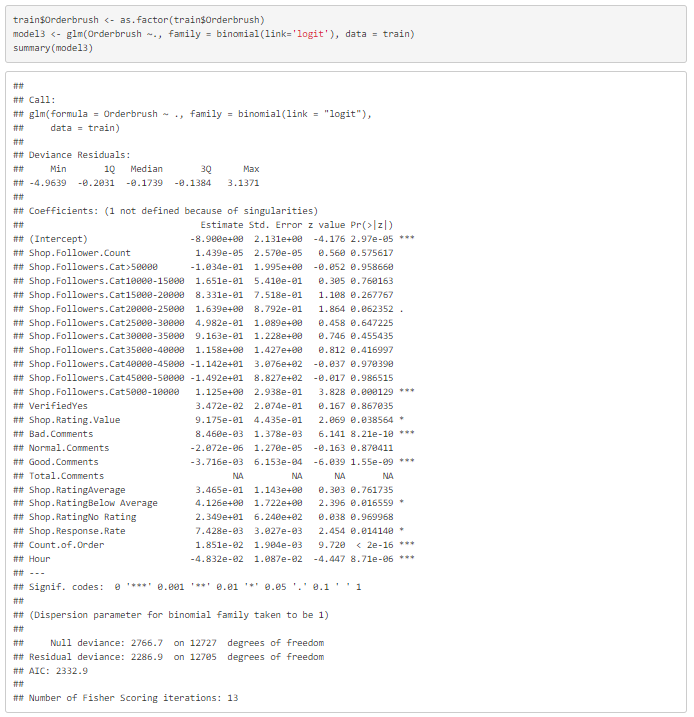 train$Orderbrush <- as.factor(train$Orderbrush)
model3 <- glm(Orderbrush ~., family = binomial(link='logit'), data = train)
summary(model3)
##
## Call:
## glm(formula = Orderbrush ~ ., family = binomial(link = "logit"),
##     data = train)
##
## Deviance Residuals:
##     Min       1Q   Median       3Q      Max
## -4.9639  -0.2031  -0.1739  -0.1384   3.1371
##
## Coefficients: (1 not defined because of singularities)
##                               Estimate Std. Error z value Pr(>|z|)
## (Intercept)                 -8.900e+00  2.131e+00  -4.176 2.97e-05 ***
## Shop.Follower.Count          1.439e-05  2.570e-05   0.560 0.575617
## Shop.Followers.Cat>50000    -1.034e-01  1.995e+00  -0.052 0.958660
## Shop.Followers.Cat10000-15000  1.651e-01  5.410e-01   0.305 0.760163
## Shop.Followers.Cat15000-20000  8.331e-01  7.518e-01   1.108 0.267767
## Shop.Followers.Cat20000-25000  1.639e+00  8.792e-01   1.864 0.062352 .
## Shop.Followers.Cat25000-30000  4.982e-01  1.089e+00   0.458 0.647225
## Shop.Followers.Cat30000-35000  9.163e-01  1.228e+00   0.746 0.455435
## Shop.Followers.Cat35000-40000  1.158e+00  1.427e+00   0.812 0.416997
## Shop.Followers.Cat40000-45000 -1.142e+01  3.076e+02  -0.037 0.970390
## Shop.Followers.Cat45000-50000 -1.492e+01  8.827e+02  -0.017 0.986515
## Shop.Followers.Cat5000-10000   1.125e+00  2.938e-01   3.828 0.000129 ***
## VerifiedYes                  3.472e-02  2.074e-01   0.167 0.867035
## Shop.Rating.Value            9.175e-01  4.435e-01   2.069 0.038564 *
## Bad.Comments                 8.460e-03  1.378e-03   6.141 8.21e-10 ***
## Normal.Comments             -2.072e-06  1.270e-05  -0.163 0.870411
## Good.Comments               -3.716e-03  6.153e-04  -6.039 1.55e-09 ***
## Total.Comments                      NA         NA      NA       NA
## Shop.RatingAverage           3.465e-01  1.143e+00   0.303 0.761735
## Shop.RatingBelow Average     4.126e+00  1.722e+00   2.396 0.016559 *
## Shop.RatingNo Rating         2.349e+01  6.240e+02   0.038 0.969968
## Shop.Response.Rate           7.428e-03  3.027e-03   2.454 0.014140 *
## Count.of.Order               1.851e-02  1.904e-03   9.720  < 2e-16 ***
## Hour                        -4.832e-02  1.087e-02  -4.447 8.71e-06 ***
## ---
## Signif. codes:  0 '***' 0.001 '**' 0.01 '*' 0.05 '.' 0.1 ' ' 1
##
## (Dispersion parameter for binomial family taken to be 1)
##
##     Null deviance: 2766.7  on 12727  degrees of freedom
## Residual deviance: 2286.9  on 12705  degrees of freedom
## AIC: 2332.9
##
## Number of Fisher Scoring iterations: 13